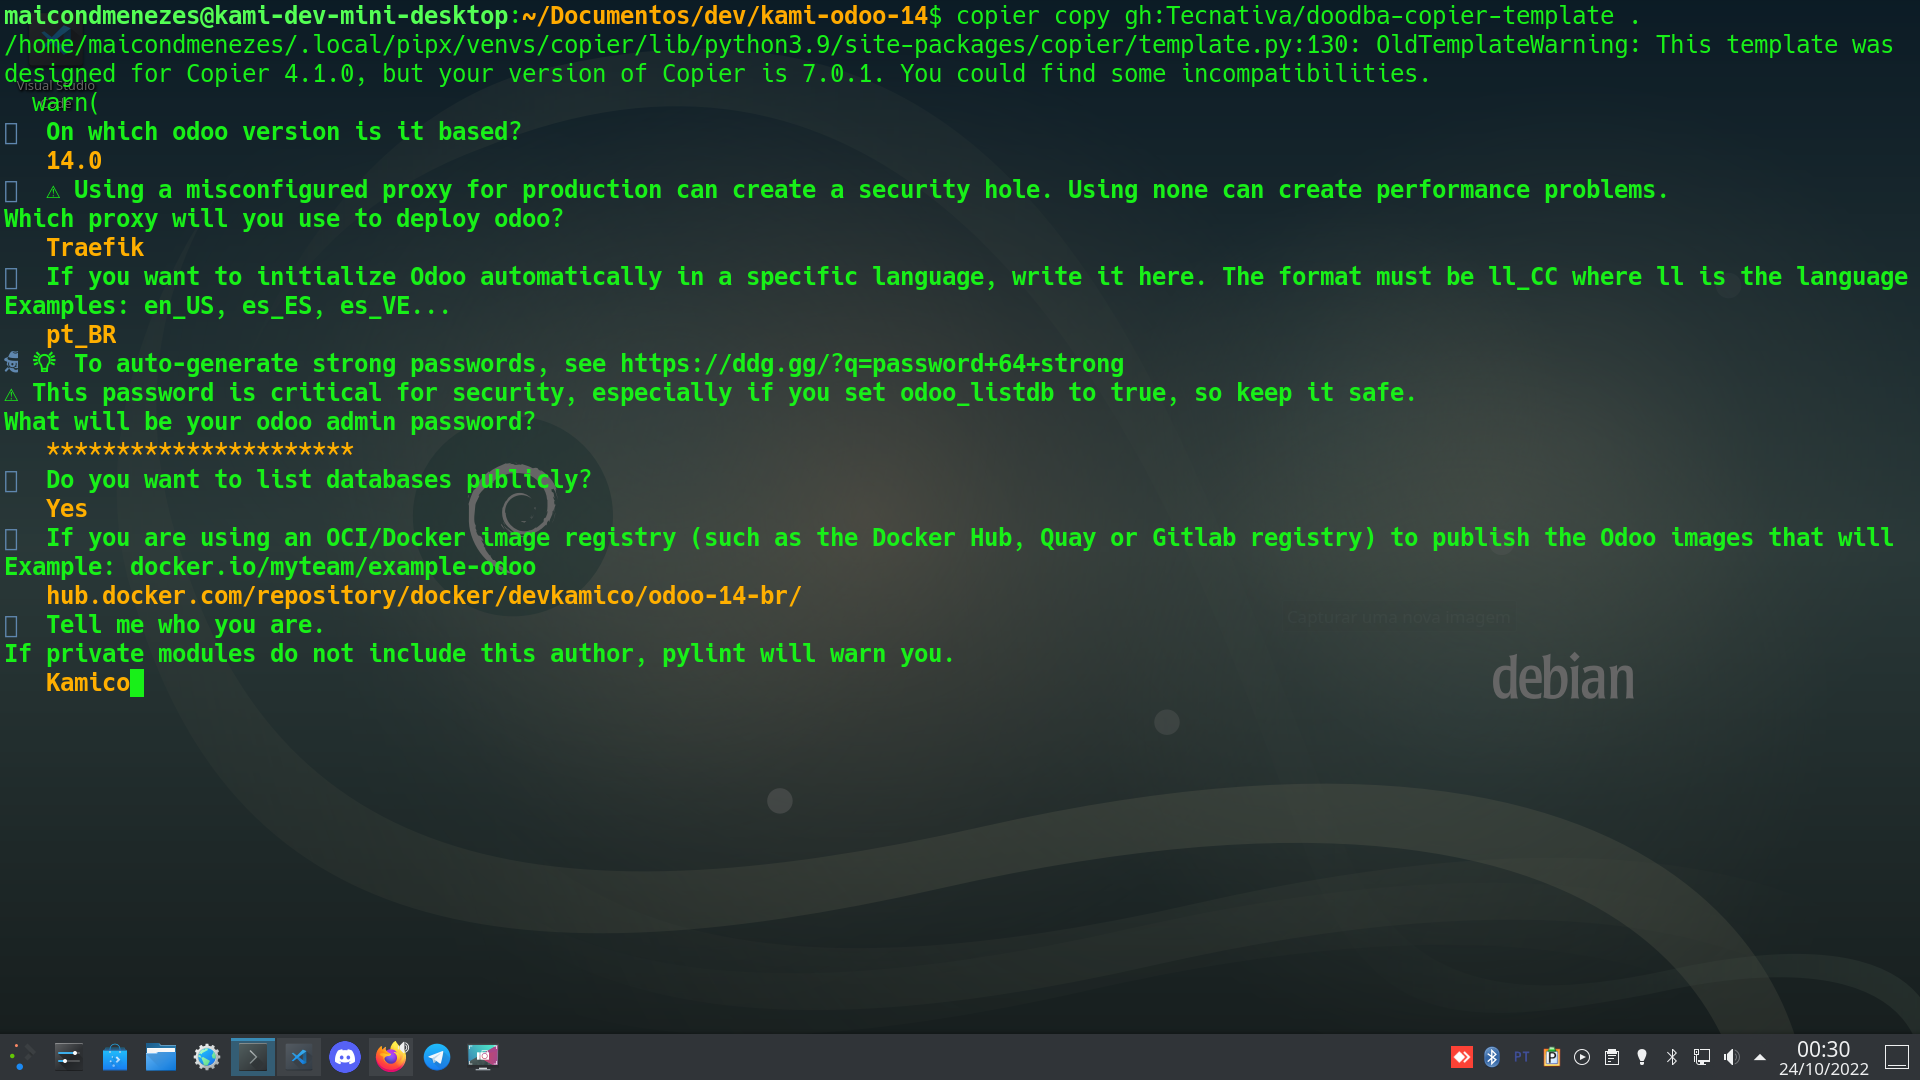 maicondmenezes@kami-dev-mini-desktop:~/Documentos/dev/kami-odoo-14$ copier copy gh:Tecnativa/doodba-copier-template .
/home/maicondmenezes/.local/pipx/venvs/copier/lib/python3.9/site-packages/copier/template.py:130: OldTemplateWarning: This template was
designed for Copier 4.1.0, but your version of Copier is 7.0.1. You could find some incompatibilities.
Visual Studio
warn(
On which odoo version is it based?
14.0
⚠ Using a misconfigured proxy for production can create a security hole. Using none can create performance problems.
Which proxy will you use to deploy odoo?
Traefik
If you want to initialize Odoo automatically in a specific language, write it here. The format must be ll_CC where ll is the language
Examples: en_US, es_ES, es_VE...
pt_BR
💡 To auto-generate strong passwords, see https://ddg.gg/?q=password+64+strong
⚠ This password is critical for security, especially if you set odoo_listdb to true, so keep it safe.
What will be your odoo admin password?
**********************
Do you want to list databases publicly?
Yes
If you are using an OCI/Docker image registry (such as the Docker Hub, Quay or Gitlab registry) to publish the Odoo images that will
Example: docker.io/myteam/example-odoo
hub.docker.com/repository/docker/devkamico/odoo-14-br/
Tell me who you are.
Capturar uma nova imagem
If private modules do not include this author, pylint will warn you.
Kamico
debian
PT
00:30
24/10/2022